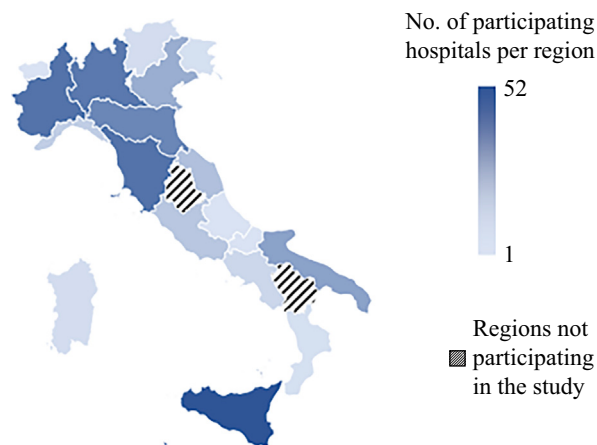 No. of participating
hospitals per region
52
1
Regions not
participating
in the study